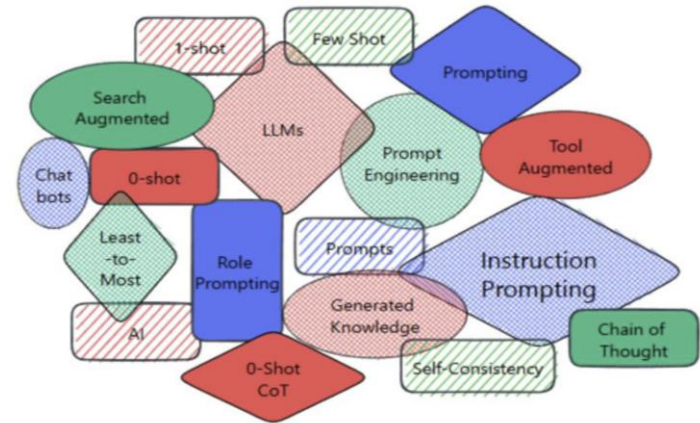 1-shot
Few Shot
Prompting
Search
Augmented
LLMs
Prompt
Engineering
Tool
Augmented
Chat
bots
0-shot
Least
-to-
Most
Role
Prompting
Prompts
Instruction
Prompting
Generated
Knowledge
AI
Chain of
Thought
0-Shot
CoT
Self-Consistency